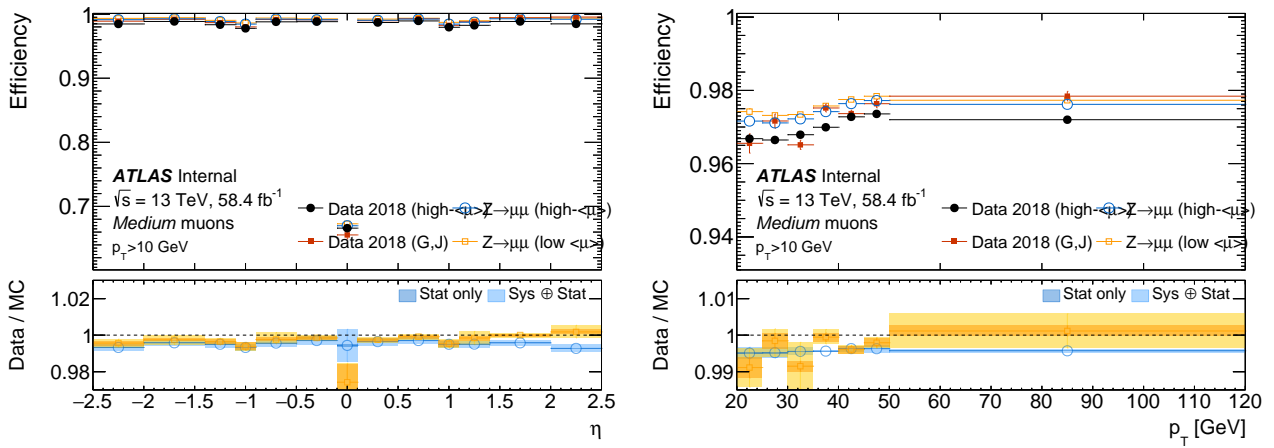 Efficiency
1
0.9
0.8
0.7
ATLAS Internal
√s = 13 TeV, 58.4 fb-1
Medium muons
pT>10 GeV
Data 2018 (high-<μ>)
Z→μμ (high-<μ>)
Data 2018 (G,J)
Z→μμ (low <μ>)
Data / MC
1.02
1
0.98
Stat only
Sys ⊕ Stat
−2.5 −2 −1.5 −1 −0.5 0 0.5 1 1.5 2 2.5
η
Efficiency
1
0.98
0.96
0.94
ATLAS Internal
√s = 13 TeV, 58.4 fb-1
Medium muons
pT>10 GeV
Data 2018 (high-<μ>)
Z→μμ (high-<μ>)
Data 2018 (G,J)
Z→μμ (low <μ>)
Data / MC
1.01
1
0.99
Stat only
Sys ⊕ Stat
20 30 40 50 60 70 80 90 100 110 120
pT [GeV]